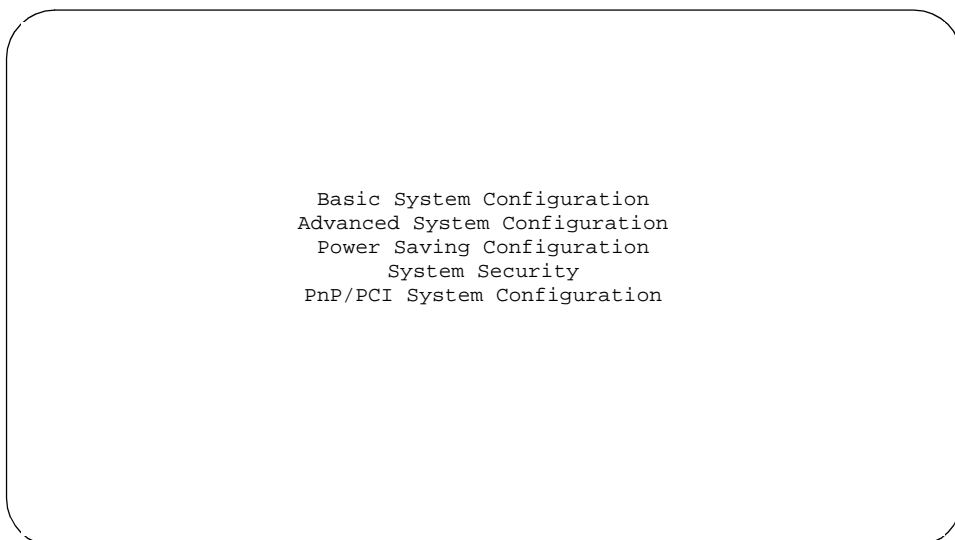 Basic System Configuration
Advanced System Configuration
Power Saving Configuration
System Security
PnP/PCI System Configuration